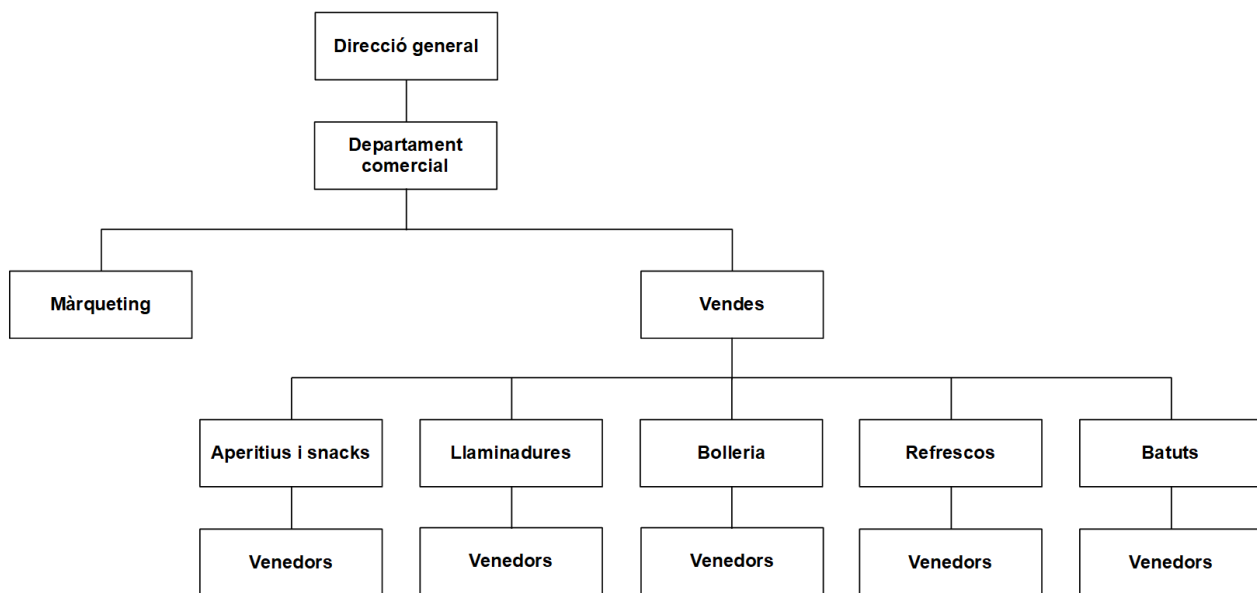 Direcció general
Departament
comercial
Màrqueting
Vendes
Aperitius i snacks
Llaminadures
Bolleria
Refrescos
Batuts
Venedors
Venedors
Venedors
Venedors
Venedors